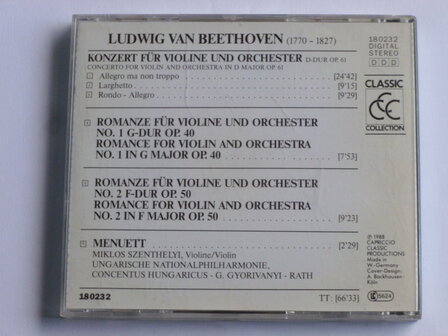 LUDWIG VAN BEETHOVEN (1770 - 1827)
180232
DIGITAL
STEREO
D D D
KONZERT FÜR VIOLINE UND ORCHESTER D-DUR OP. 61
CONCERTO FOR VIOLIN AND ORCHESTRA IN D MAJOR OP. 61
Allegro ma non troppo [24'42]
Larghetto [9'15]
Rondo - Allegro [9'29]
CLASSIC
CC
COLLECTION
ROMANZE FÜR VIOLINE UND ORCHESTER
NO. 1 G-DUR OP. 40
ROMANCE FOR VIOLIN AND ORCHESTRA
NO. 1 IN G MAJOR OP. 40 [7'53]
ROMANZE FÜR VIOLINE UND ORCHESTER
NO. 2 F-DUR OP. 50
ROMANCE FOR VIOLIN AND ORCHESTRA
NO. 2 IN F MAJOR OP. 50 [9'23]
MENUETT [2'29]
MIKLOS SZENTHELYI, Violine/Violin
UNGARISCHE NATIONALPHILHARMONIE,
CONCENTUS HUNGARICUS - G. GYORIVANYI - RATH
℗ 1988
CAPRICCIO
CLASSIC
PRODUCTIONS
Made in
W.-Germany
Cover-Design:
A. Backhausen-
Köln
180232
TT: [66'33]
15624